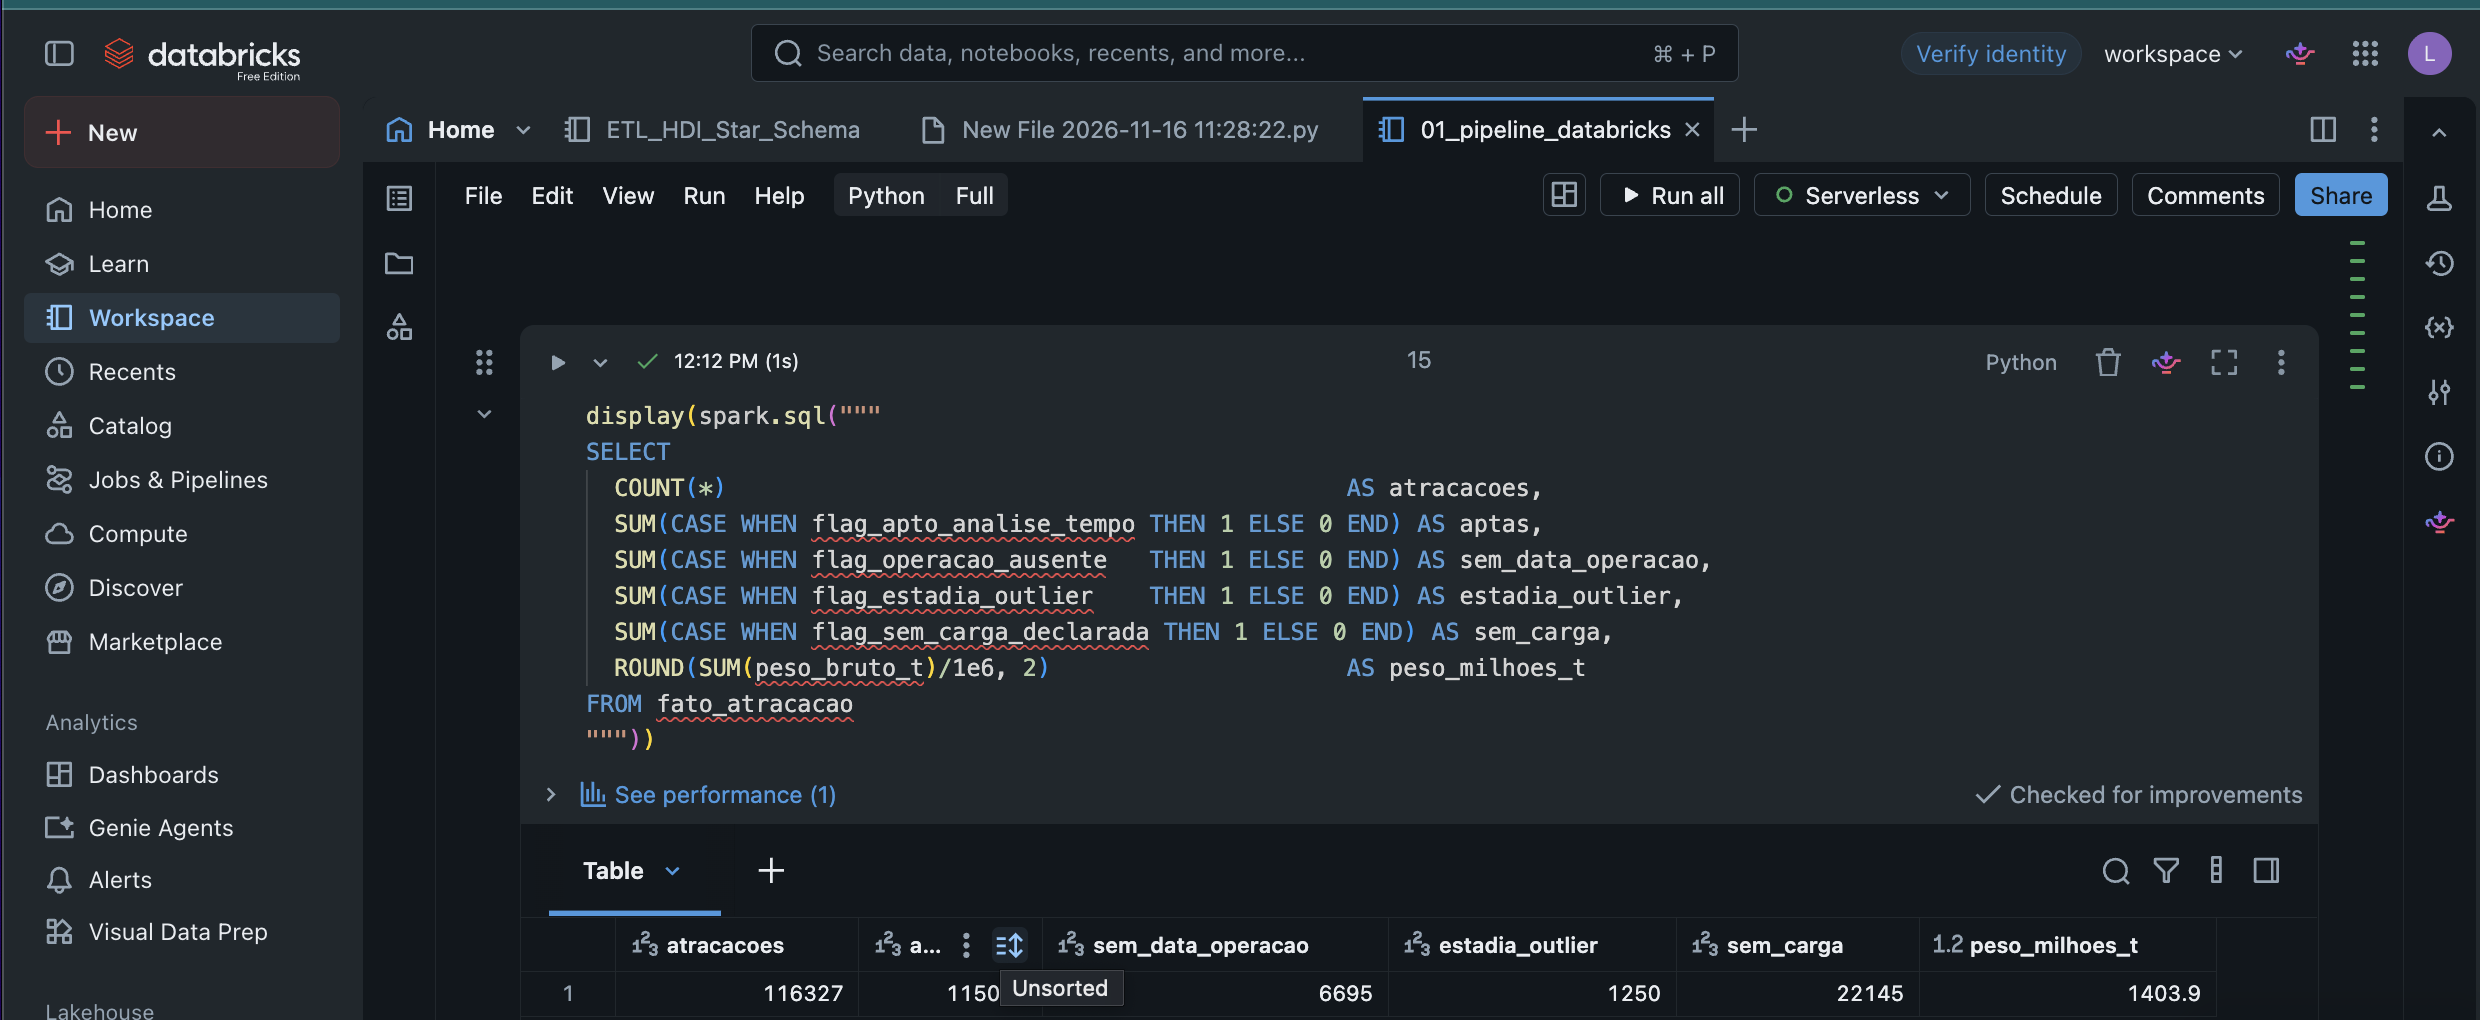 databricks
Free Edition
Search data, notebooks, recents, and more...
⌘ + P
Verify identity
workspace
L
New
Home
ETL_HDI_Star_Schema
New File 2026-11-16 11:28:22.py
01_pipeline_databricks
Home
Learn
Workspace
Recents
Catalog
Jobs & Pipelines
Compute
Discover
Marketplace
Analytics
Dashboards
Genie Agents
Alerts
Visual Data Prep
Lakehouse
File Edit View Run Help Python Full
Run all
Serverless
Schedule
Comments
Share
12:12 PM (1s)
15
Python
display(spark.sql("""
SELECT
COUNT(*) AS atracacoes,
SUM(CASE WHEN flag_apto_analise_tempo THEN 1 ELSE 0 END) AS aptas,
SUM(CASE WHEN flag_operacao_ausente THEN 1 ELSE 0 END) AS sem_data_operacao,
SUM(CASE WHEN flag_estadia_outlier THEN 1 ELSE 0 END) AS estadia_outlier,
SUM(CASE WHEN flag_sem_carga_declarada THEN 1 ELSE 0 END) AS sem_carga,
ROUND(SUM(peso_bruto_t)/1e6, 2) AS peso_milhoes_t
FROM fato_atracacao
"""))
See performance (1)
Checked for improvements
Table
123 atracacoes 123 a... 123 sem_data_operacao 123 estadia_outlier 123 sem_carga 1.2 peso_milhoes_t
Unsorted
1 116327 1150 6695 1250 22145 1403.9